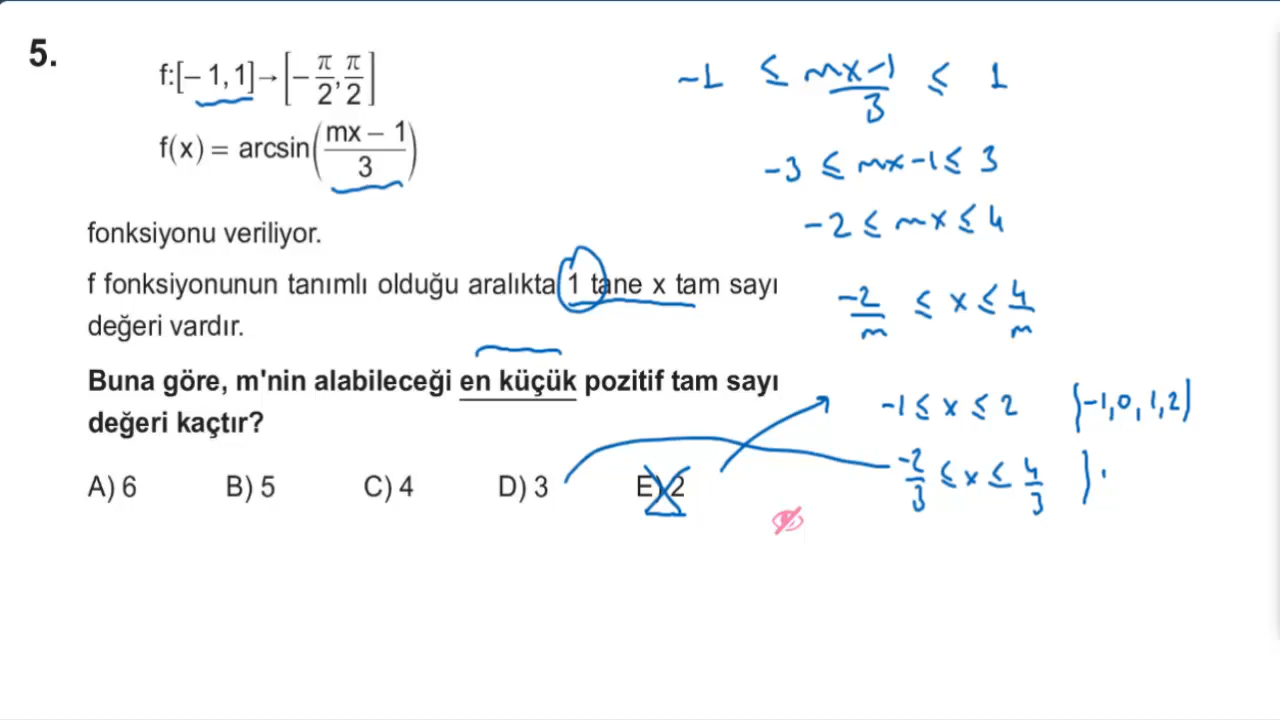 5.
f:[– 1, 1] → [–π/2, π/2]
f(x) = arcsin((mx – 1)/3)
fonksiyonu veriliyor.
f fonksiyonunun tanımlı olduğu aralıkta 1 tane x tam sayı
değeri vardır.
Buna göre, m'nin alabileceği en küçük pozitif tam sayı
değeri kaçtır?
A) 6 B) 5 C) 4 D) 3 E) 2
-1 ≤ (mx-1)/3 ≤ 1
-3 ≤ mx-1 ≤ 3
-2 ≤ mx ≤ 4
-2/m ≤ x ≤ 4/m
-1 ≤ x ≤ 2 {-1,0,1,2}
-2/3 ≤ x ≤ 4/3 }